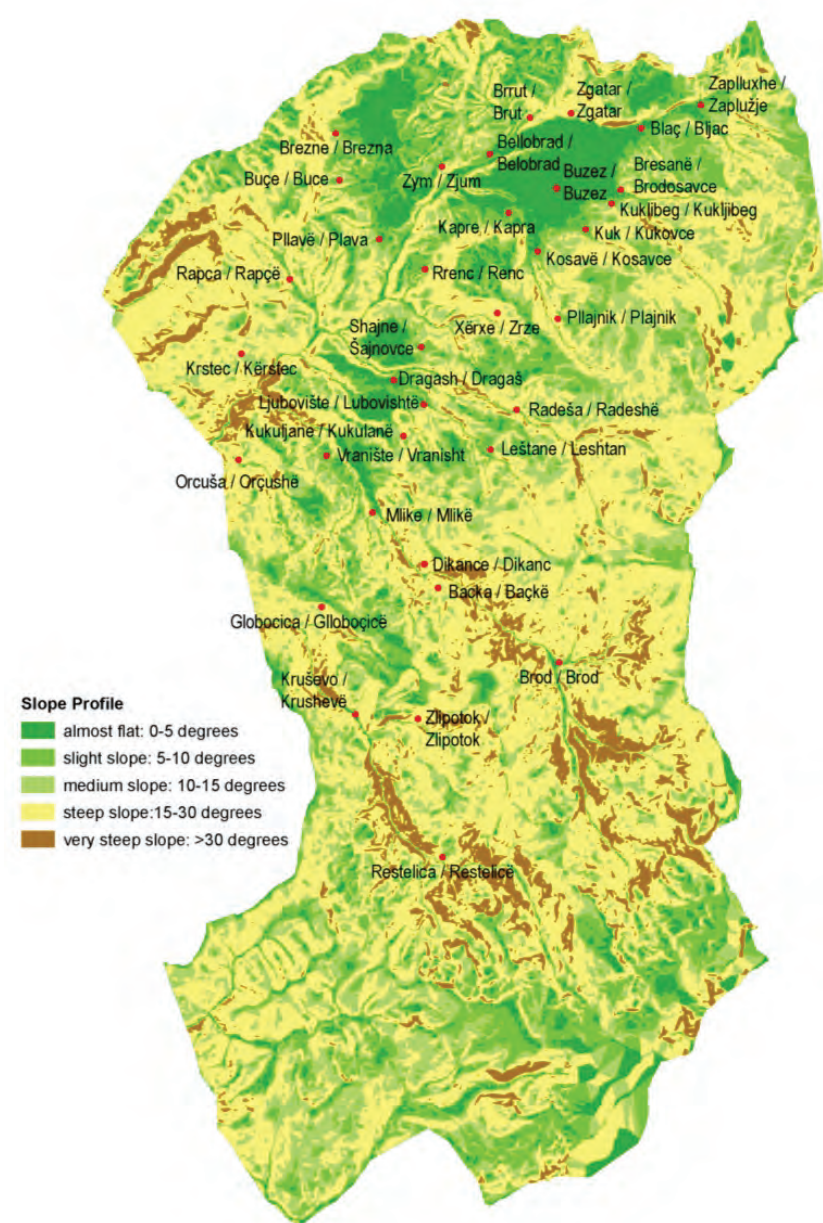 Brrut /
Brut
Zgatar /
Zgatar
Zaplluxhe /
Zaplužje
Blaç / Bljac
Brezne / Brezna
Bellobrad /
Belobrad
Buçe / Buce
Zym / Zjum
Buzez /
Buzez
Bresanë /
Brodosavce
Kuklibeg / Kukljibeg
Kapre / Kapra
Kuk / Kukovce
Pllavë / Plava
Kosavë / Kosavce
Rapca / Rapçë
Rrenc / Renc
Xërxe / Zrze
Pllajnik / Plajnik
Shajne /
Šajnovce
Krstec / Kërstec
Dragash / Dragaš
Ljubovište / Lubovishtë
Radeša / Radeshë
Kukuljane / Kukulanë
Vranište / Vranisht
Leštane / Leshtan
Orcuša / Orçushë
Mlike / Mlikë
Dikance / Dikanc
Backa / Baçkë
Globocica / Glloboçicë
Brod / Brod
Kruševo /
Krushevë
Zlipotok /
Zlipotok
Restelica / Restelicë
Slope Profile
almost flat: 0-5 degrees
slight slope: 5-10 degrees
medium slope: 10-15 degrees
steep slope:15-30 degrees
very steep slope: >30 degrees